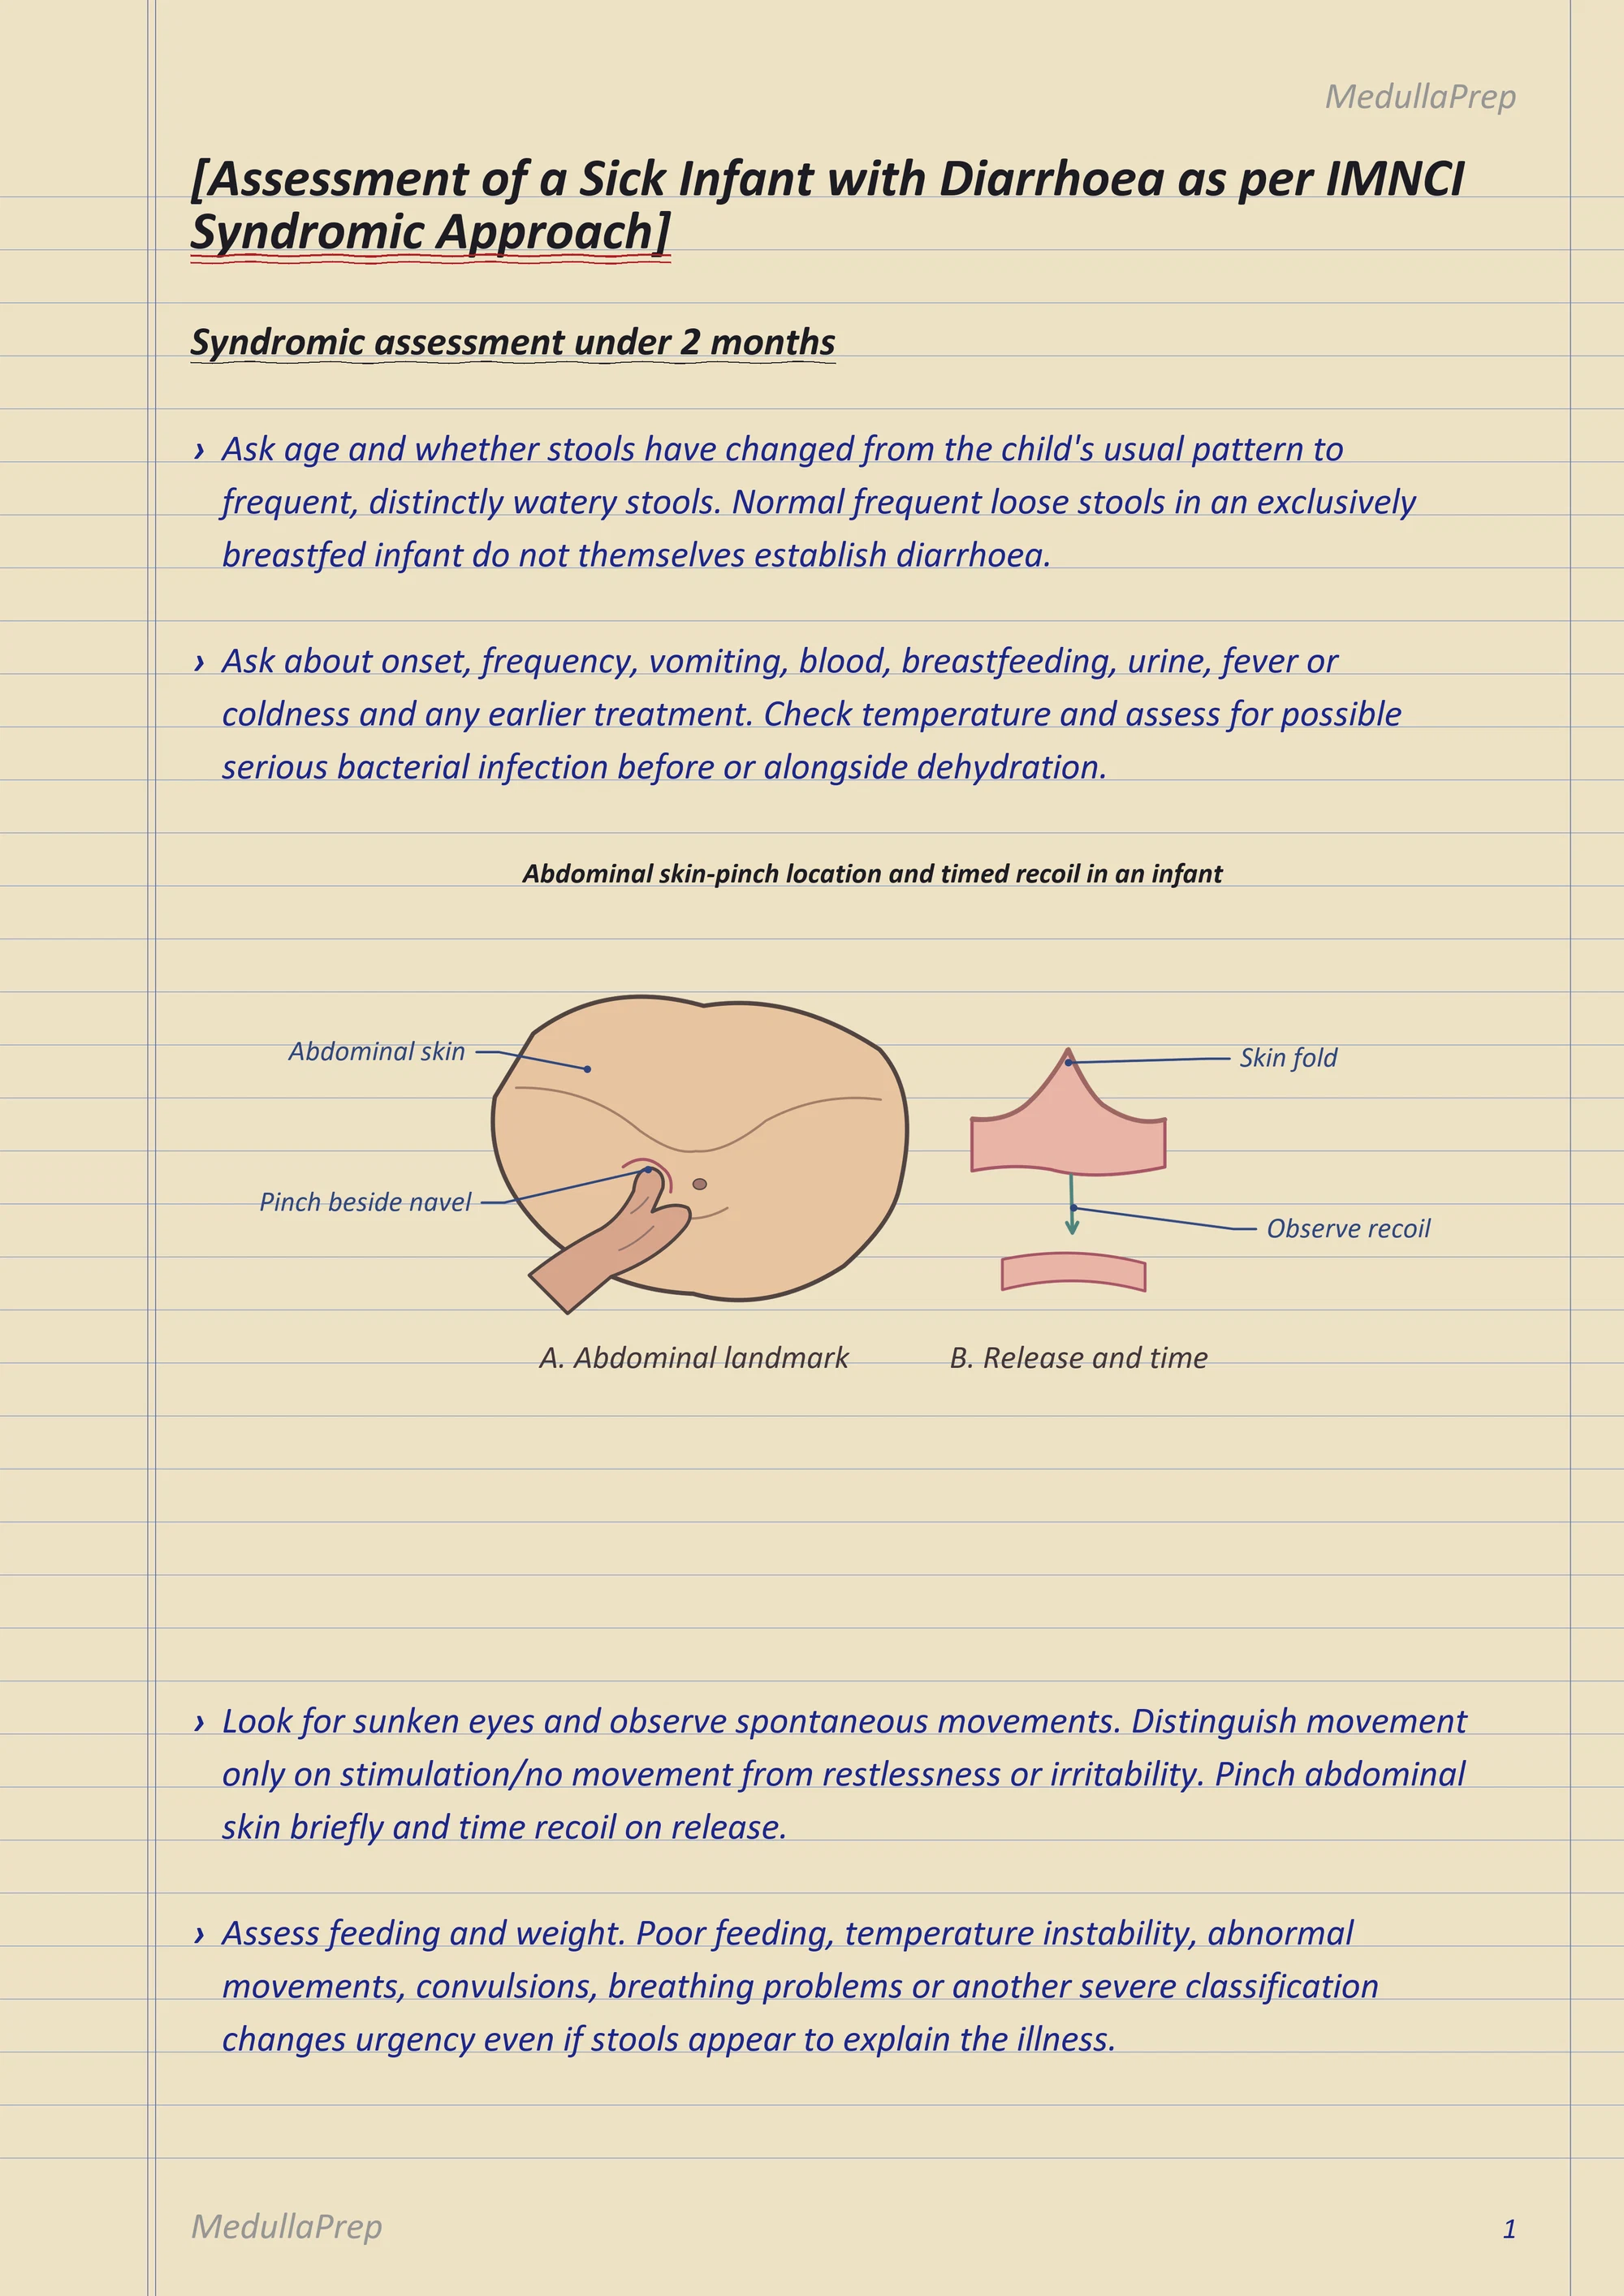 MedullaPrep
[Assessment of a Sick Infant with Diarrhoea as per IMNCI
Syndromic Approach]
Syndromic assessment under 2 months
› Ask age and whether stools have changed from the child's usual pattern to
frequent, distinctly watery stools. Normal frequent loose stools in an exclusively
breastfed infant do not themselves establish diarrhoea.
› Ask about onset, frequency, vomiting, blood, breastfeeding, urine, fever or
coldness and any earlier treatment. Check temperature and assess for possible
serious bacterial infection before or alongside dehydration.
Abdominal skin-pinch location and timed recoil in an infant
Abdominal skin
Pinch beside navel
Skin fold
Observe recoil
A. Abdominal landmark
B. Release and time
› Look for sunken eyes and observe spontaneous movements. Distinguish movement
only on stimulation/no movement from restlessness or irritability. Pinch abdominal
skin briefly and time recoil on release.
› Assess feeding and weight. Poor feeding, temperature instability, abnormal
movements, convulsions, breathing problems or another severe classification
changes urgency even if stools appear to explain the illness.
MedullaPrep
1